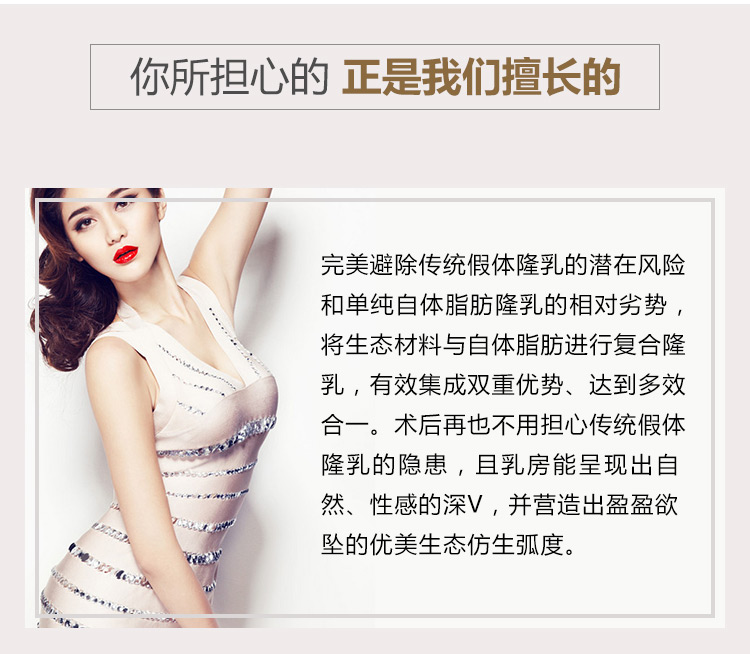 你所担心的 正是我们擅长的
完美避除传统假体隆乳的潜在风险
和单纯自体脂肪隆乳的相对劣势，
将生态材料与自体脂肪进行复合隆
乳，有效集成双重优势、达到多效
合一。术后再也不用担心传统假体
隆乳的隐患，且乳房能呈现出自
然、性感的深V，并营造出盈盈欲
坠的优美生态仿生弧度。